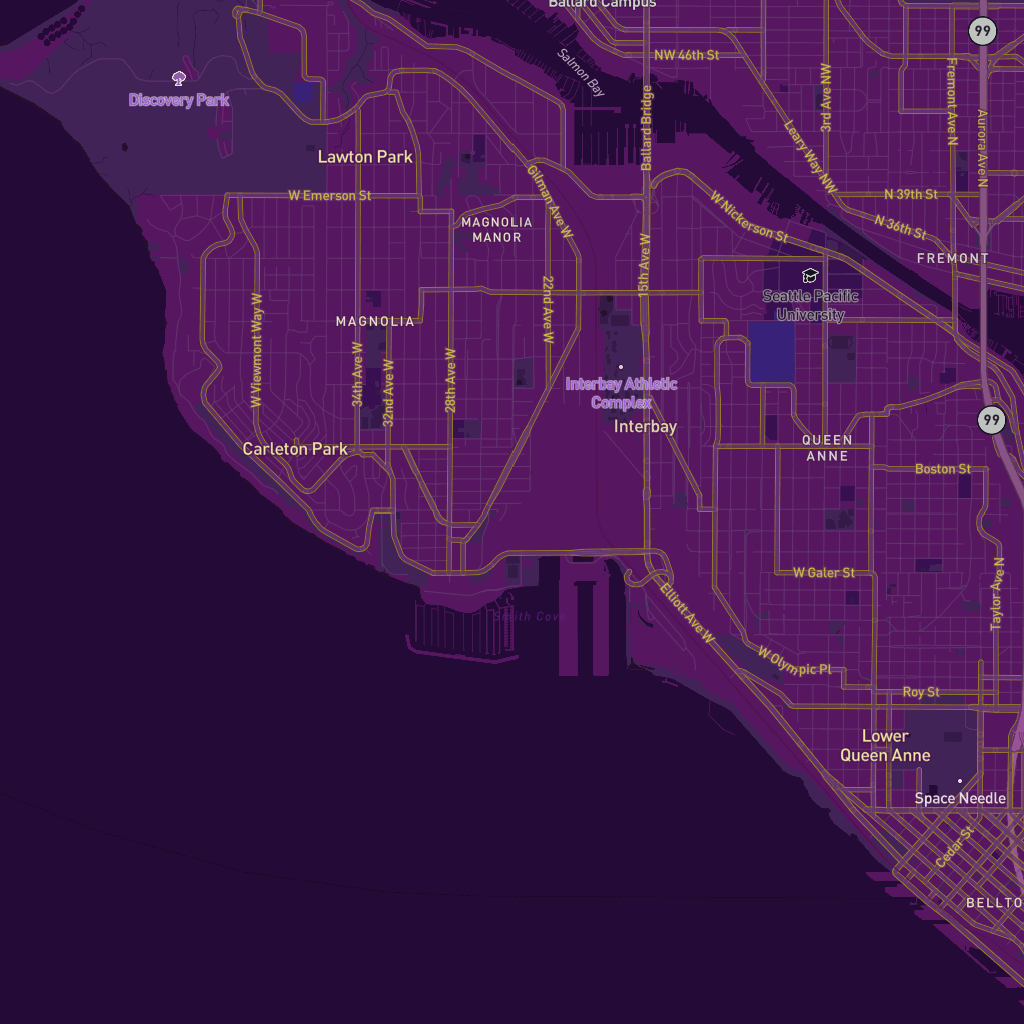 Ballard Campus
99
NW 46th St
Salmon Bay
Discovery Park
Ballard Bridge
3rd Ave NW
Fremont Ave N
Aurora Ave N
Leary Way NW
Lawton Park
Gilman Ave W
W Emerson St
N 39th St
W Nickerson St
N 36th St
MAGNOLIA
MANOR
FREMONT
15th Ave W
Seattle Pacific
University
22nd Ave W
W Viewmont Way W
MAGNOLIA
34th Ave W
32nd Ave W
28th Ave W
Interbay Athletic
Complex
Interbay
99
QUEEN
ANNE
Carleton Park
Boston St
W Galer St
Taylor Ave N
Smith Cove
Elliott Ave W
W Olympic Pl
Roy St
Lower
Queen Anne
Space Needle
Cedar St
BELLTO